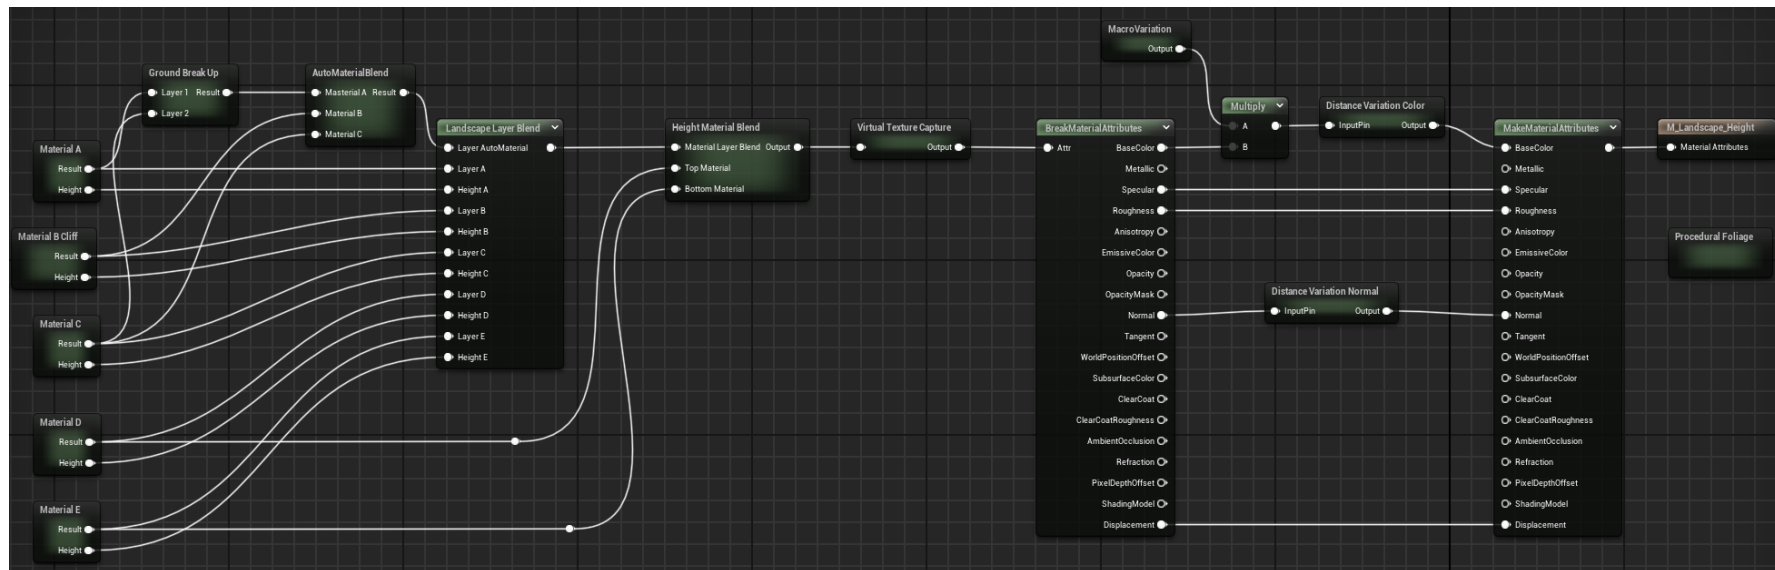 MacroVariation
Output
Ground Break Up
Layer 1 Result
Layer 2
AutoMaterialBlend
Masterial A Result
Material B
Material C
Material A
Result
Height
Material B Cliff
Result
Height
Material C
Result
Height
Material D
Result
Height
Material E
Result
Height
Landscape Layer Blend
Layer AutoMaterial
Layer A
Height A
Layer B
Height B
Layer C
Height C
Layer D
Height D
Layer E
Height E
Height Material Blend
Material Layer Blend Output
Top Material
Bottom Material
Virtual Texture Capture
Output
BreakMaterialAttributes
Attr BaseColor
Metallic
Specular
Roughness
Anisotropy
EmissiveColor
Opacity
OpacityMask
Normal
Tangent
WorldPositionOffset
SubsurfaceColor
ClearCoat
ClearCoatRoughness
AmbientOcclusion
Refraction
PixelDepthOffset
ShadingModel
Displacement
Multiply
A
B
Distance Variation Color
InputPin Output
Distance Variation Normal
InputPin Output
MakeMaterialAttributes
BaseColor
Metallic
Specular
Roughness
Anisotropy
EmissiveColor
Opacity
OpacityMask
Normal
Tangent
WorldPositionOffset
SubsurfaceColor
ClearCoat
ClearCoatRoughness
AmbientOcclusion
Refraction
PixelDepthOffset
ShadingModel
Displacement
M_Landscape_Height
Material Attributes
Procedural Foliage